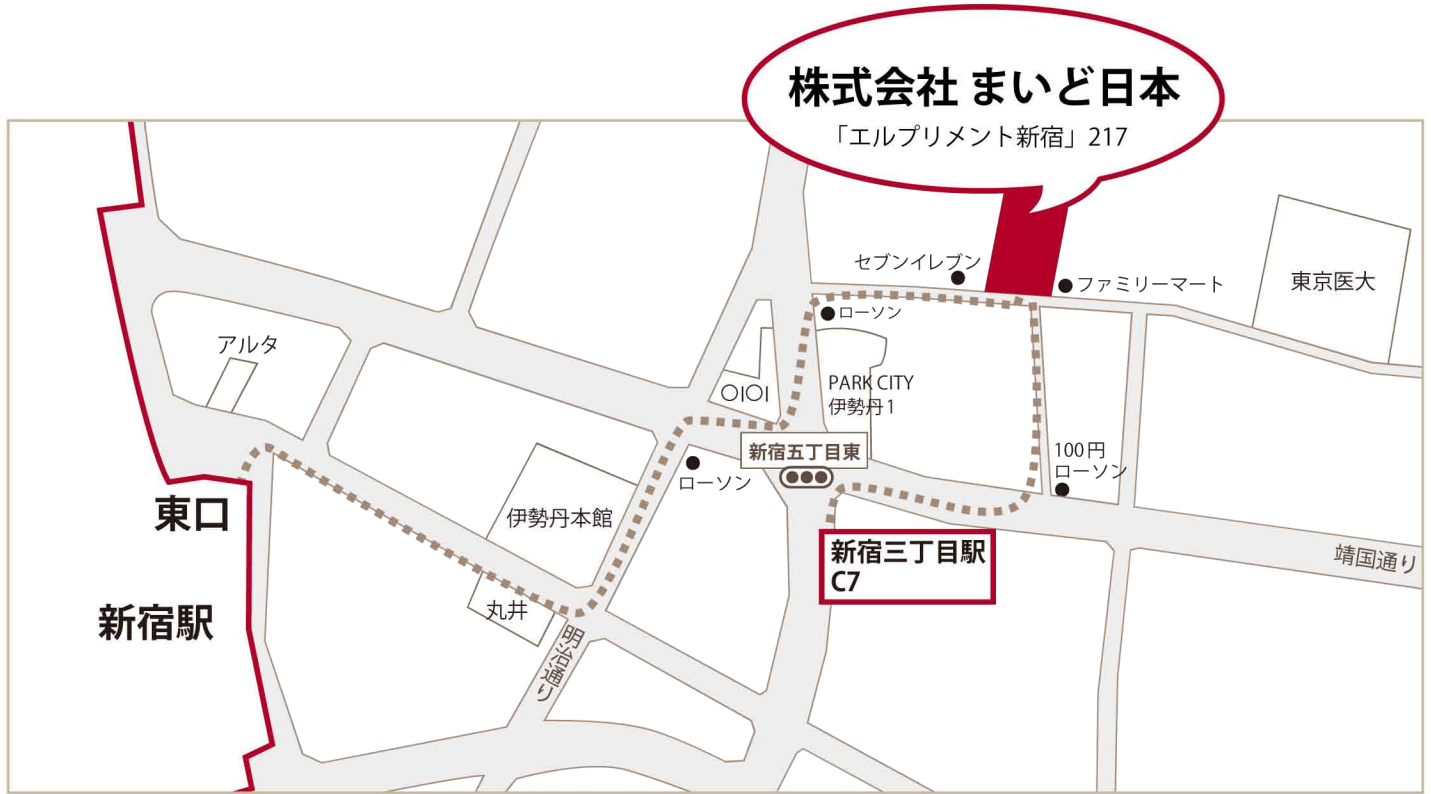 株式会社 まいど日本
「エルプリメント新宿」217
セブンイレブン
ファミリーマート
東京医大
ローソン
アルタ
OIOI
PARK CITY
伊勢丹1
新宿五丁目東
100円
ローソン
ローソン
東口
伊勢丹本館
新宿三丁目駅
C7
靖国通り
新宿駅
丸井
明治通り